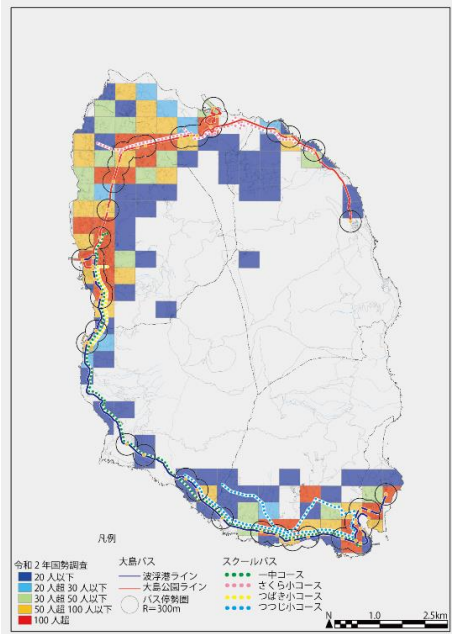 凡例
令和2年国勢調査
20人以下
20人超30人以下
30人超50人以下
50人超100人以下
100人超
大島バス
波浮港ライン
大島公園ライン
バス停勢圏
R=300m
スクールバス
一中コース
さくら小コース
つばき小コース
つつじ小コース
N
0
1.0
2.5km